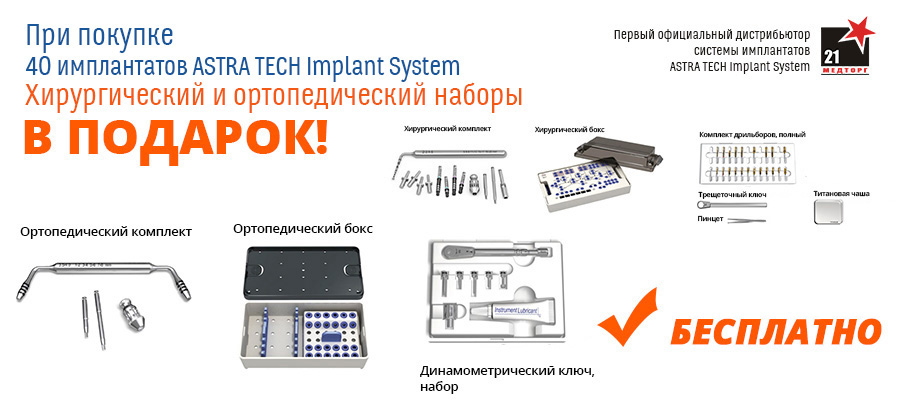 При покупке
40 имплантатов ASTRA TECH Implant System
Хирургический и ортопедический наборы
В ПОДАРОК!
Первый официальный дистрибьютор
системы имплантатов
ASTRA TECH Implant System
21
МЕДТОРГ
Хирургический комплект
Хирургический бокс
Комплект дрильборов, полный
Трещеточный ключ
Титановая чаша
Пинцет
Ортопедический комплект
Ортопедический бокс
Instrument Lubricant
Динамометрический ключ,
набор
БЕСПЛАТНО